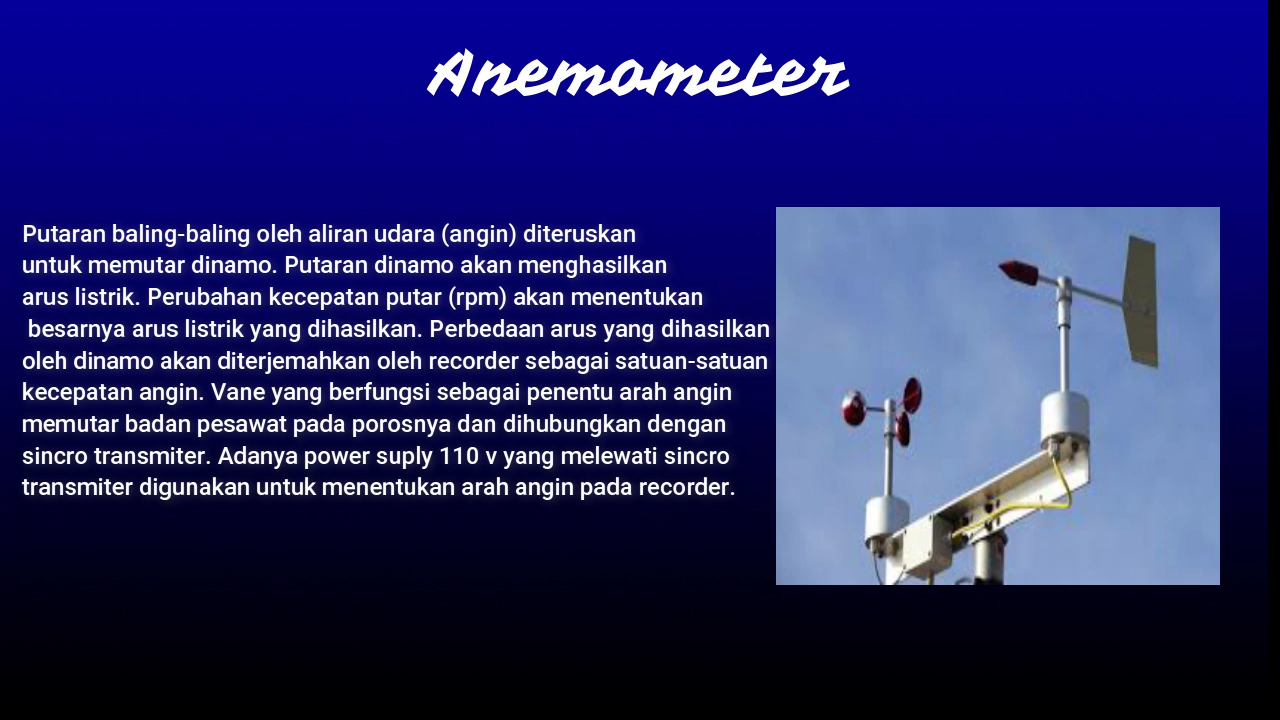 Anemometer
Putaran baling-baling oleh aliran udara (angin) diteruskan
untuk memutar dinamo. Putaran dinamo akan menghasilkan
arus listrik. Perubahan kecepatan putar (rpm) akan menentukan
besarnya arus listrik yang dihasilkan. Perbedaan arus yang dihasilkan
oleh dinamo akan diterjemahkan oleh recorder sebagai satuan-satuan
kecepatan angin. Vane yang berfungsi sebagai penentu arah angin
memutar badan pesawat pada porosnya dan dihubungkan dengan
sincro transmiter. Adanya power suply 110 v yang melewati sincro
transmiter digunakan untuk menentukan arah angin pada recorder.